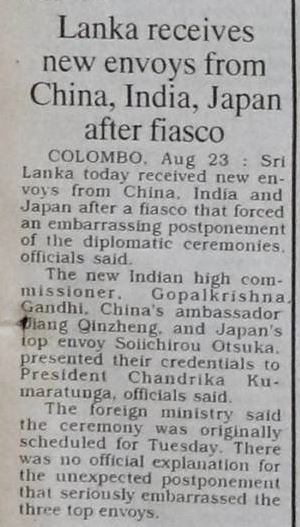 Lanka receives
new envoys from
China, India, Japan
after fiasco
COLOMBO, Aug 23 : Sri
Lanka today received new en-
voys from China, India and
Japan after a fiasco that forced
an embarrassing postponement
of the diplomatic ceremonies,
officials said.
The new Indian high com-
missioner, Gopalkrishna
Gandhi, China's ambassador
Jiang Qinzheng, and Japan's
top envoy Soiichirou Otsuka,
presented their credentials to
President Chandrika Ku-
maratunga, officials said.
The foreign ministry said
the ceremony was originally
scheduled for Tuesday. There
was no official explanation for
the unexpected postponement
that seriously embarrassed the
three top envoys.